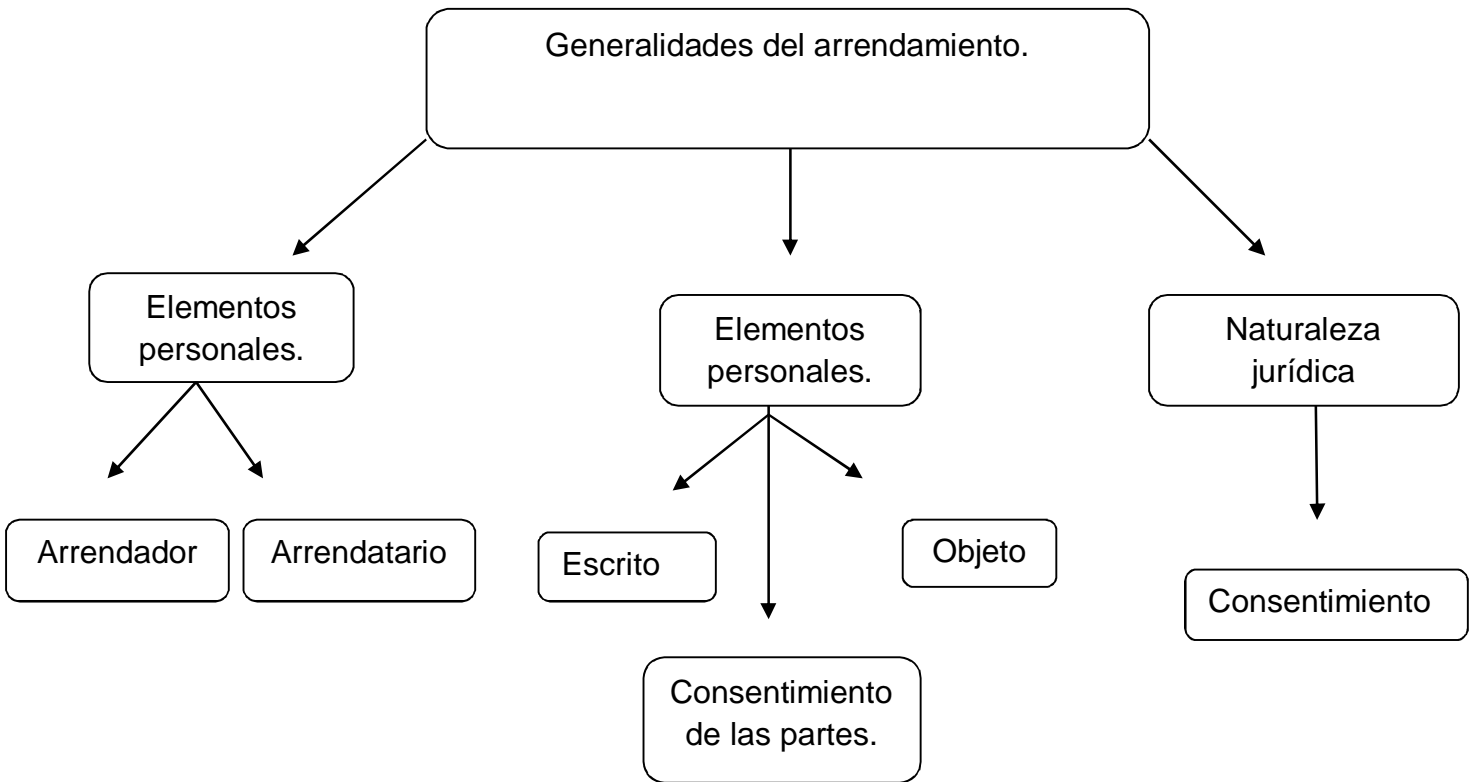 Generalidades del arrendamiento.
Elementos
personales.
Elementos
personales.
Naturaleza
jurídica
Arrendador
Arrendatario
Escrito
Objeto
Consentimiento
Consentimiento
de las partes.